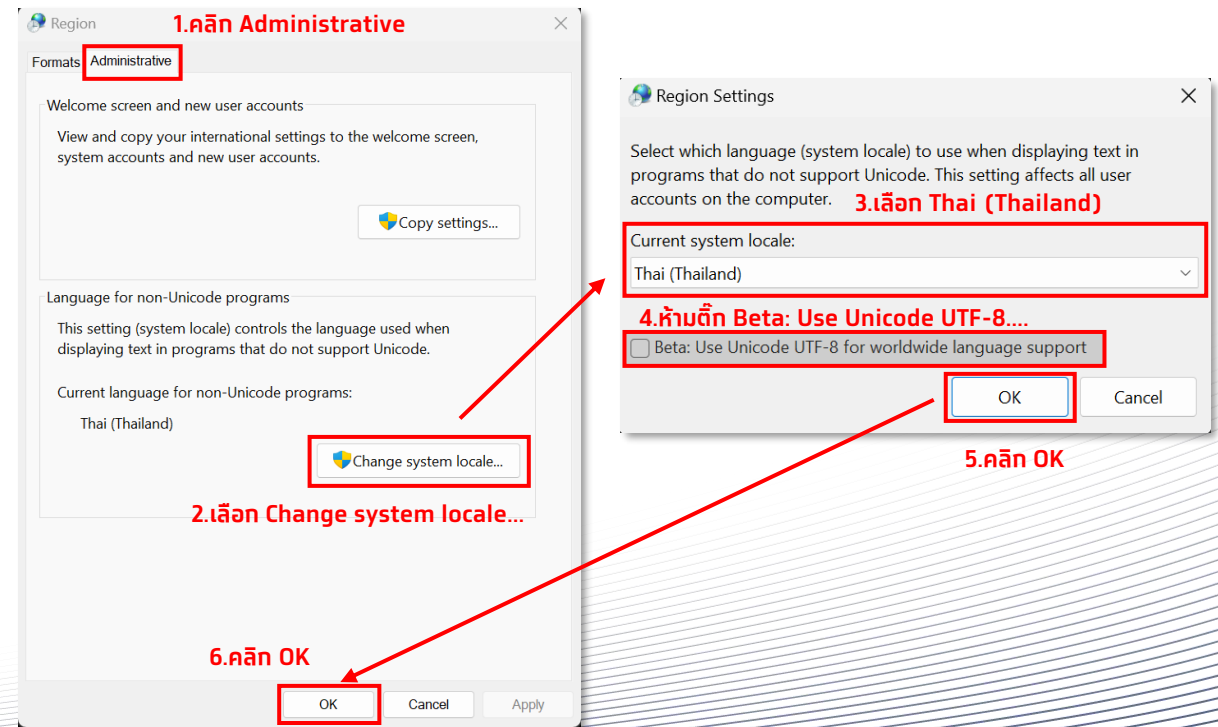 Region
1.คลิก Administrative
Formats
Administrative
Welcome screen and new user accounts
View and copy your international settings to the welcome screen,
system accounts and new user accounts.
Copy settings...
Language for non-Unicode programs
This setting (system locale) controls the language used when
displaying text in programs that do not support Unicode.
Current language for non-Unicode programs:
Thai (Thailand)
Change system locale...
2.เลือก Change system locale...
6.คลิก OK
OK
Cancel
Apply
Region Settings
Select which language (system locale) to use when displaying text in
programs that do not support Unicode. This setting affects all user
accounts on the computer.
3.เลือก Thai (Thailand)
Current system locale:
Thai (Thailand)
4.ห้ามติ๊ก Beta: Use Unicode UTF-8....
Beta: Use Unicode UTF-8 for worldwide language support
OK
Cancel
5.คลิก OK